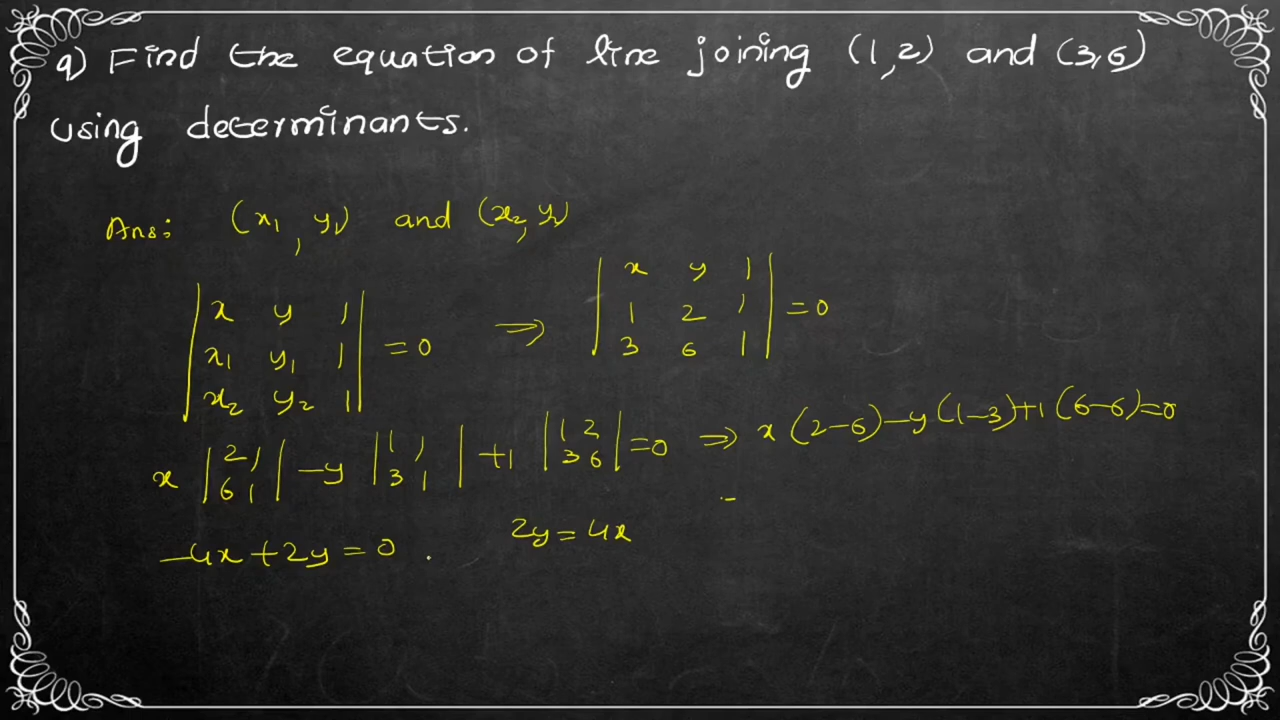 q) Find the equation of line joining (1,2) and (3,6)
using determinants.
Ans: (x₁, y₁) and (x₂, y₂)
| x y 1 |
| x₁ y₁ 1 | = 0
| x₂ y₂ 1 |
⇒ | x y 1 |
| 1 2 1 | = 0
| 3 6 1 |
x |2 1; 6 1| - y |1 1; 3 1| + 1 |1 2; 3 6| = 0 ⇒ x (2-6) - y (1-3) + 1 (6-6) = 0
-4x + 2y = 0 . 2y = 4x